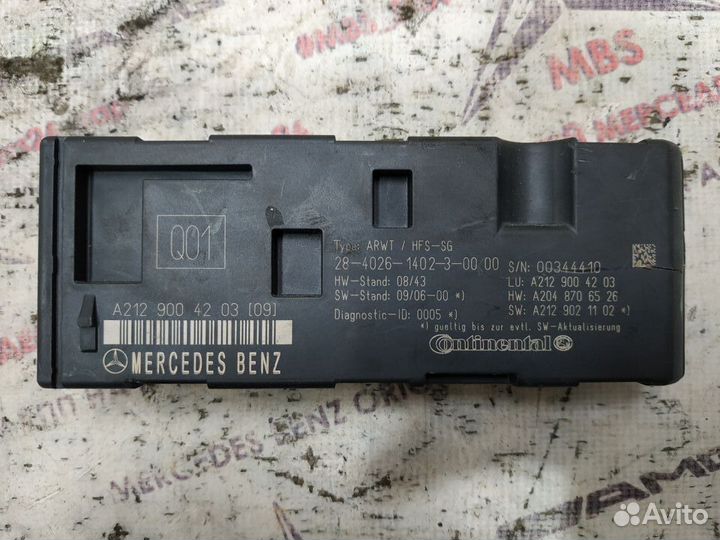 MBS
Q01
Type: ARWT / HFS-SG
28-4026-1402-3-00 00
HW-Stand: 08/43
SW-Stand: 09/06-00 *)
Diagnostic-ID: 0005 *)
S/N: 00344410
LU: A212 900 42 03
HW: A204 870 65 26
SW: A212 902 11 02 *)
*) gueltig bis zur evtl. SW-Aktualisierung
Continental
A212 900 42 03 [09]
MERCEDES BENZ
MERCEDES BENZ
Avito